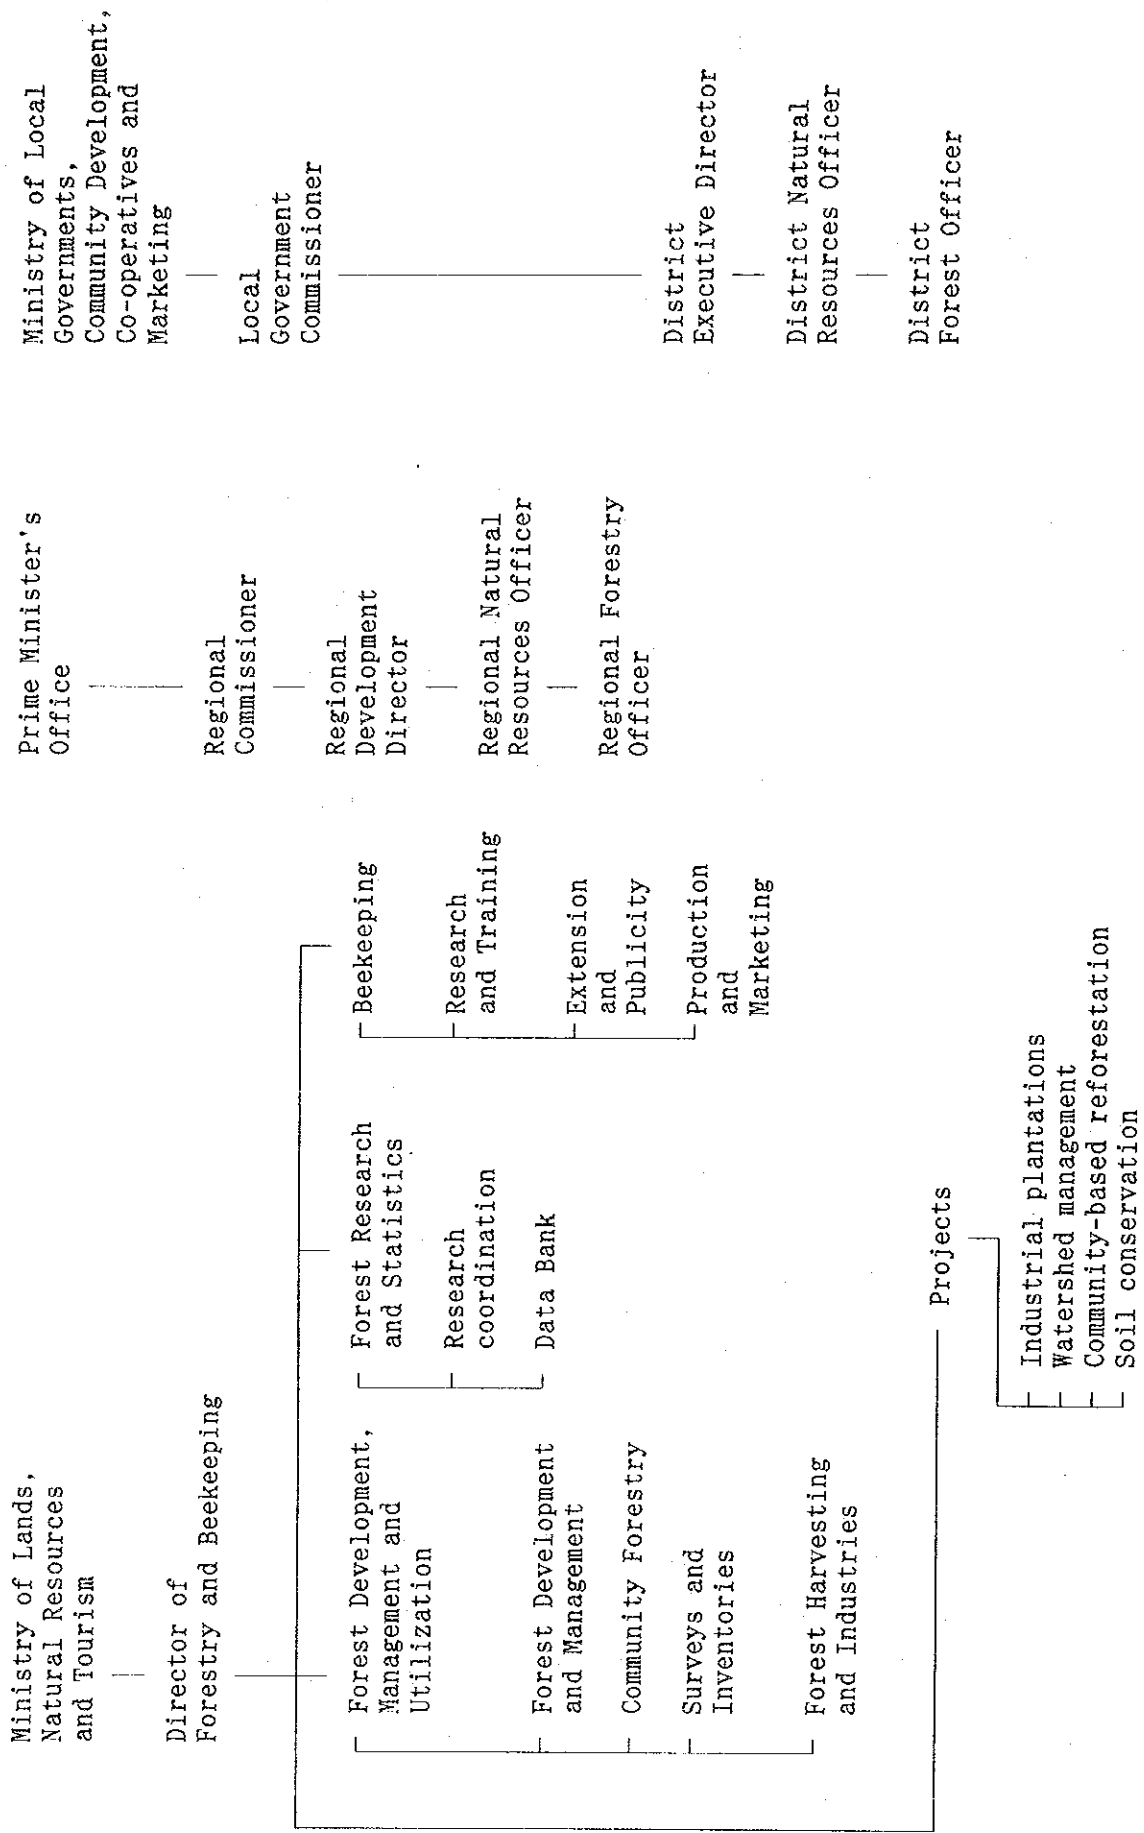 Ministry of Lands,
Natural Resources
and Tourism
Director of
Forestry and Beekeeping
Forest Development,
Management and
Utilization
Forest Development
and Management
Community Forestry
Surveys and
Inventories
Forest Harvesting
and Industries
Forest Research
and Statistics
Research
coordination
Data Bank
Beekeeping
Research
and Training
Extension
and
Publicity
Production
and
Marketing
Projects
Industrial plantations
Watershed management
Community-based reforestation
Soil conservation
Prime Minister's
Office
Regional
Commissioner
Regional
Development
Director
Regional Natural
Resources Officer
Regional Forestry
Officer
Ministry of Local
Governments,
Community Development,
Co-operatives and
Marketing
Local
Government
Commissioner
District
Executive Director
District Natural
Resources Officer
District
Forest Officer